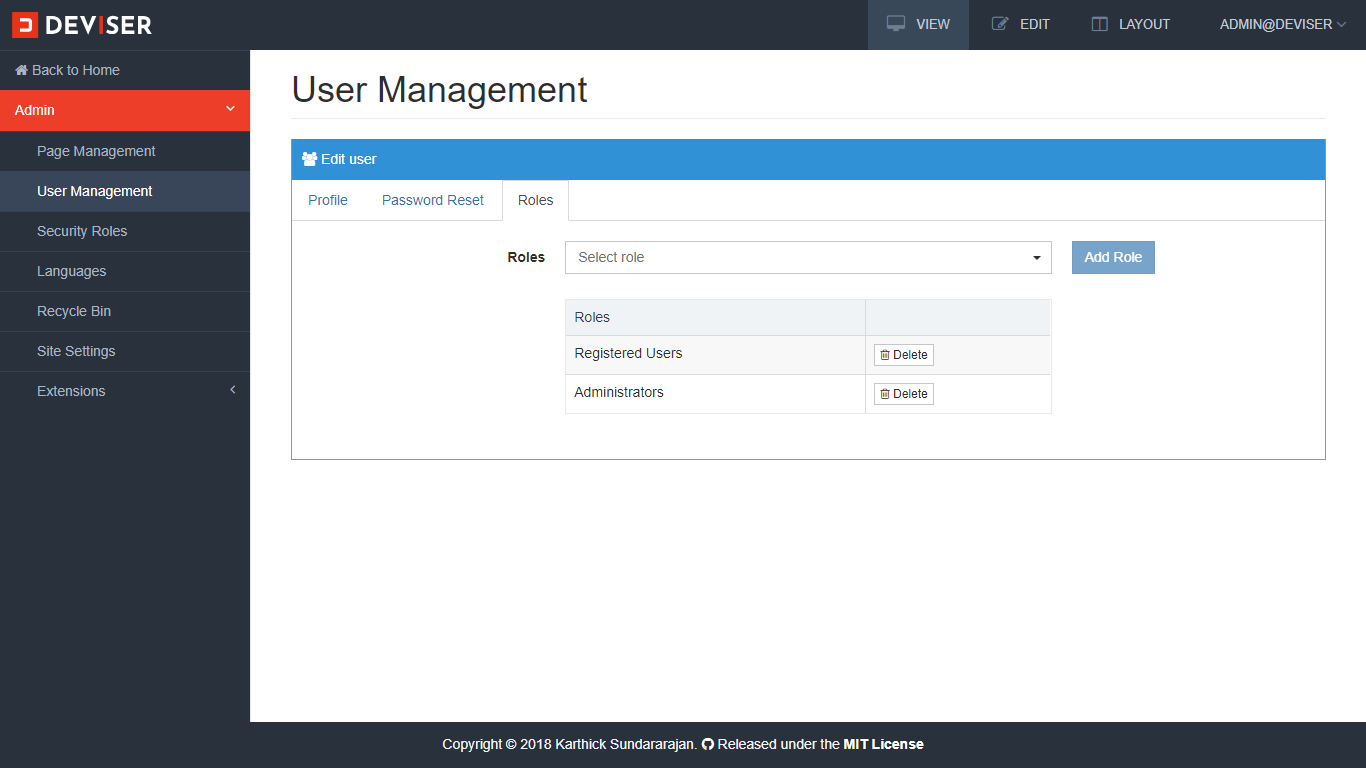 DEVISER
VIEW
EDIT
LAYOUT
ADMIN@DEVISER
Back to Home
Admin
Page Management
User Management
Security Roles
Languages
Recycle Bin
Site Settings
Extensions
User Management
Edit user
Profile
Password Reset
Roles
Roles
Select role
Add Role
Roles
Registered Users
Delete
Administrators
Delete
Copyright © 2018 Karthick Sundararajan. Released under the MIT License